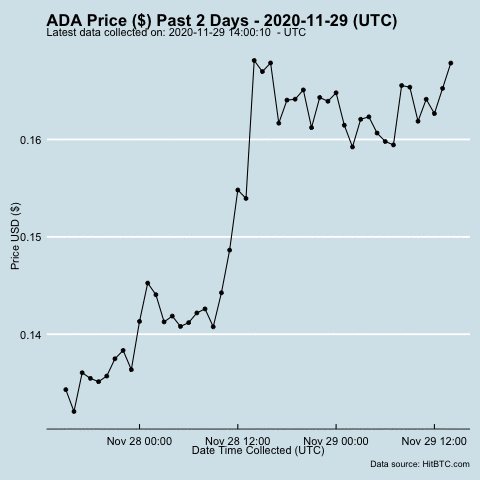 ADA Price ($) Past 2 Days - 2020-11-29 (UTC)
Latest data collected on: 2020-11-29 14:00:10  - UTC
0.16
0.15
0.14
Price USD ($)
Nov 28 00:00 Nov 28 12:00 Nov 29 00:00 Nov 29 12:00
Date Time Collected (UTC)
Data source: HitBTC.com